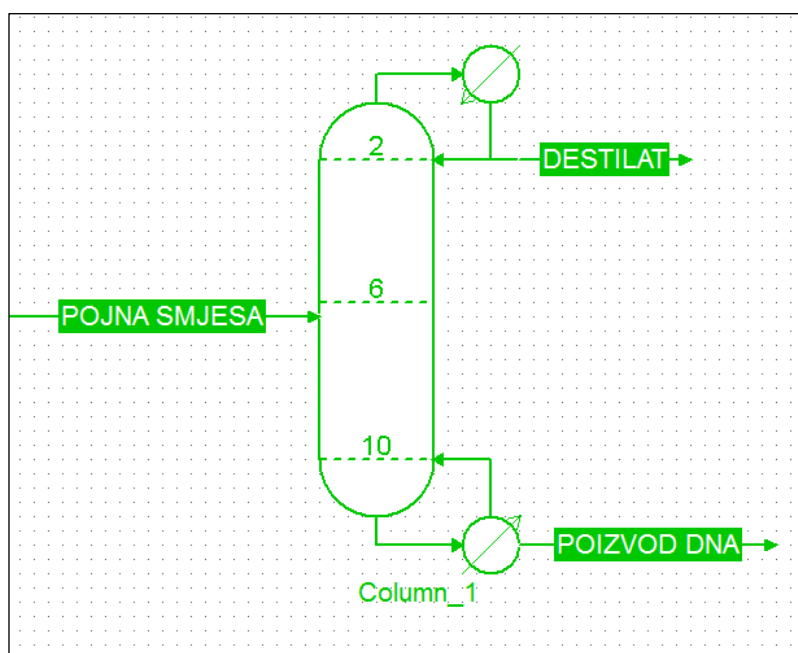 2
DESTILAT
6
POJNA SMJESA
10
POIZVOD DNA
Column_1